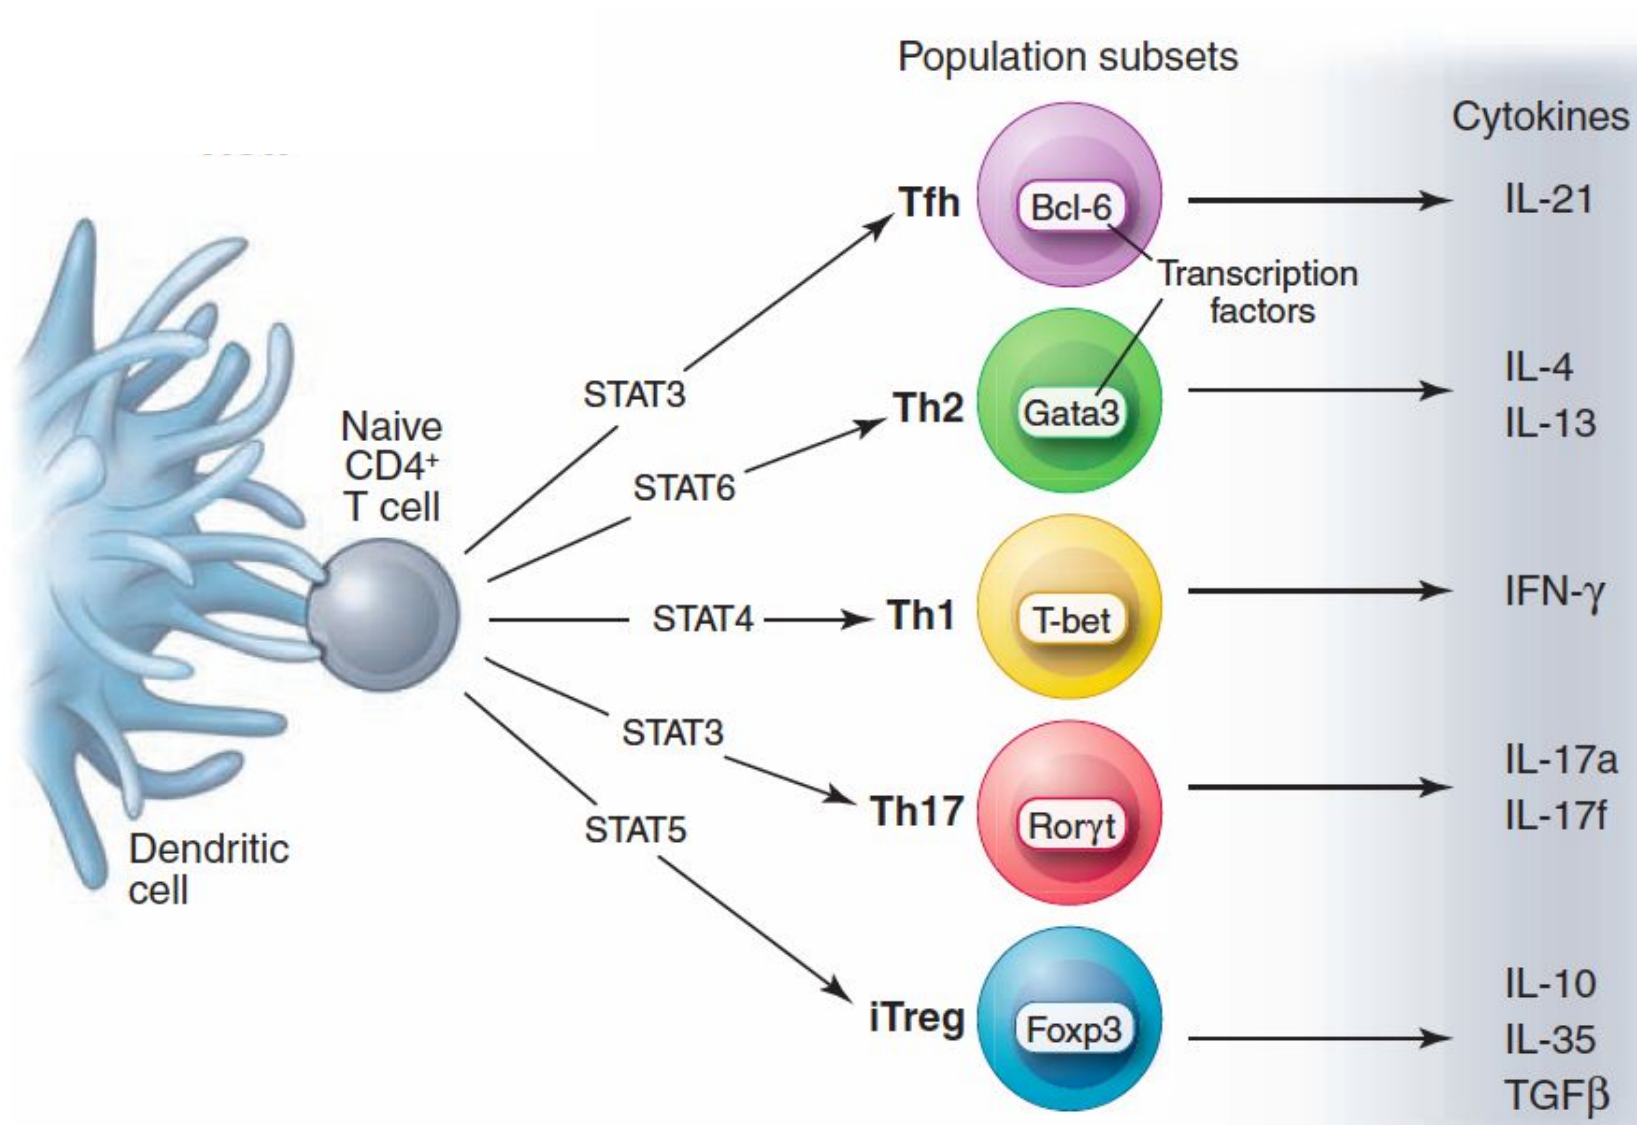 Population subsets
Cytokines
Tfh
Bcl-6
IL-21
Transcription
factors
STAT3
Th2
Gata3
IL-4
IL-13
Naive
CD4⁺
T cell
STAT6
STAT4
Th1
T-bet
IFN-γ
STAT3
Th17
Rorγt
IL-17a
IL-17f
STAT5
Dendritic
cell
iTreg
Foxp3
IL-10
IL-35
TGFβ